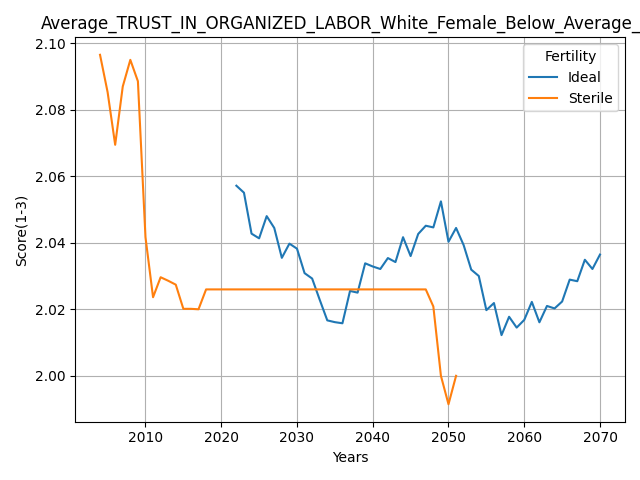 Average_TRUST_IN_ORGANIZED_LABOR_White_Female_Below_Average_
Fertility
Ideal
Sterile
2.10
2.08
2.06
2.04
2.02
2.00
Score(1-3)
2010 2020 2030 2040 2050 2060 2070
Years